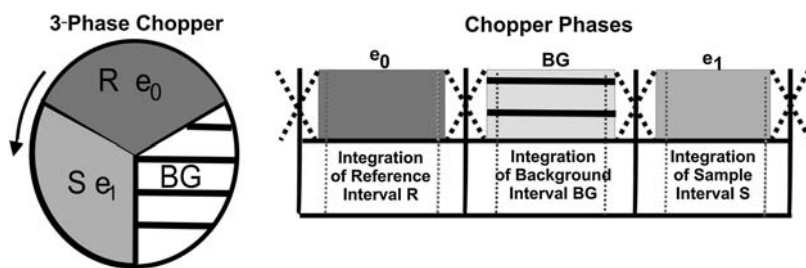 3-Phase Chopper
R e₀
S e₁
BG
Chopper Phases
e₀
BG
e₁
Integration
of Reference
Interval R
Integration
of Background
Interval BG
Integration
of Sample
Interval S